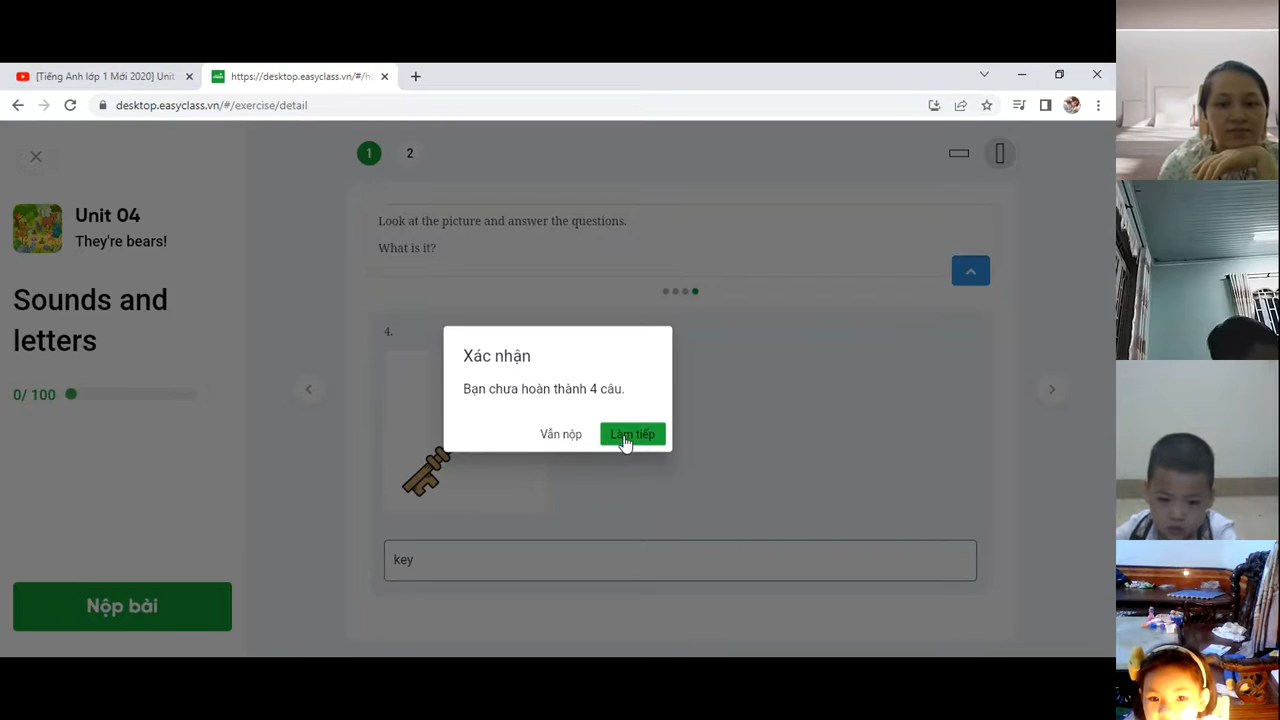 [Tiếng Anh lớp 1 Mới 2020] Unit
https://desktop.easyclass.vn/#/h
desktop.easyclass.vn/#/exercise/detail
1
2
Unit 04
They're bears!
Sounds and
letters
0/ 100
Nộp bài
Look at the picture and answer the questions.
What is it?
4.
Xác nhận
Bạn chưa hoàn thành 4 câu.
Vẫn nộp
Làm tiếp
key